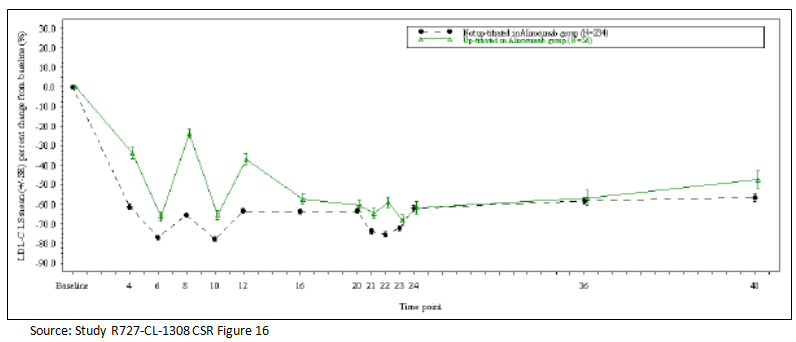 Not up-titrated in Alirocumab group (N=234)
Up-titrated in Alirocumab group
LDL-C LS mean (+/-SE) percent change from baseline (%)
30.0
20.0
10.0
0.0
-10.0
-20.0
-30.0
-40.0
-50.0
-60.0
-70.0
-80.0
-90.0
Baseline 4 6 8 10 12 16 20 21 22 23 24 36 48
Time point
Source: Study R727-CL-1308 CSR Figure 16